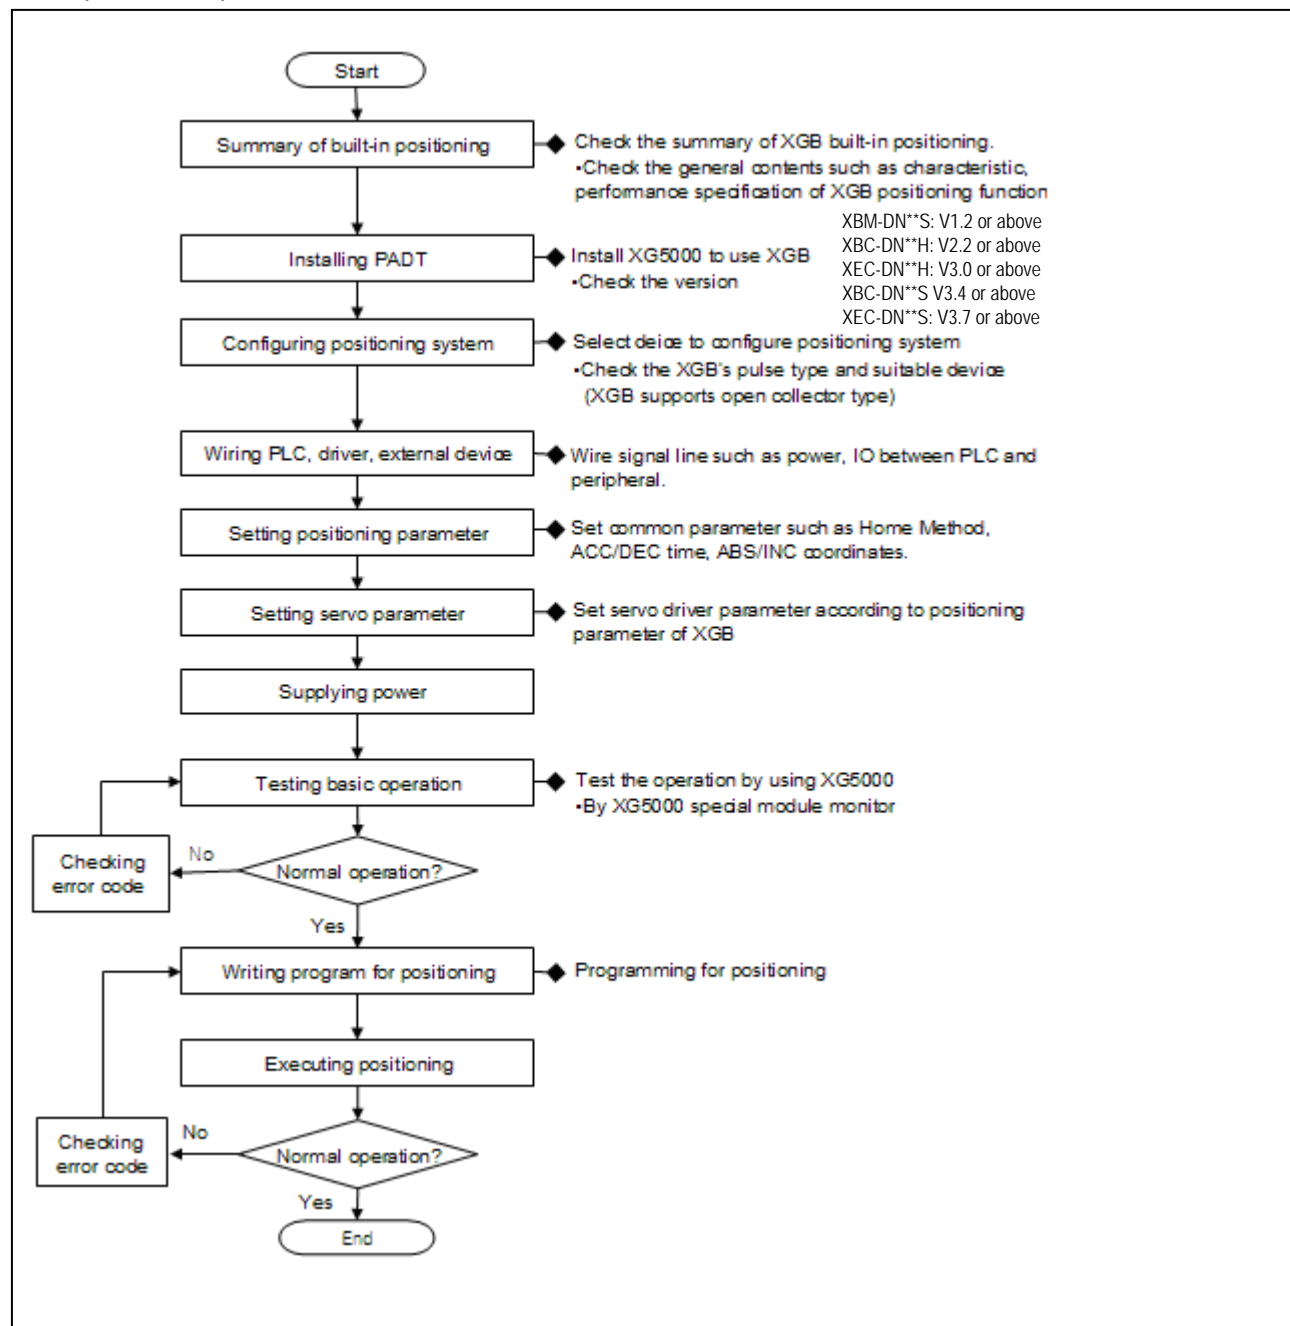 Start
Summary of built-in positioning
Check the summary of XGB built-in positioning.
▪Check the general contents such as characteristic,
performance specification of XGB positioning function
XBM-DN**S: V1.2 or above
XBC-DN**H: V2.2 or above
XEC-DN**H: V3.0 or above
XBC-DN**S V3.4 or above
XEC-DN**S: V3.7 or above
Installing PADT
Install XG5000 to use XGB
▪Check the version
Configuring positioning system
Select deice to configure positioning system
▪Check the XGB's pulse type and suitable device
(XGB supports open collector type)
Wiring PLC, driver, external device
Wire signal line such as power, IO between PLC and
peripheral.
Setting positioning parameter
Set common parameter such as Home Method,
ACC/DEC time, ABS/INC coordinates.
Setting servo parameter
Set servo driver parameter according to positioning
parameter of XGB
Supplying power
Testing basic operation
Test the operation by using XG5000
▪By XG5000 special module monitor
Checking
error code
No
Normal operation?
Yes
Writing program for positioning
Programming for positioning
Executing positioning
Checking
error code
No
Normal operation?
Yes
End